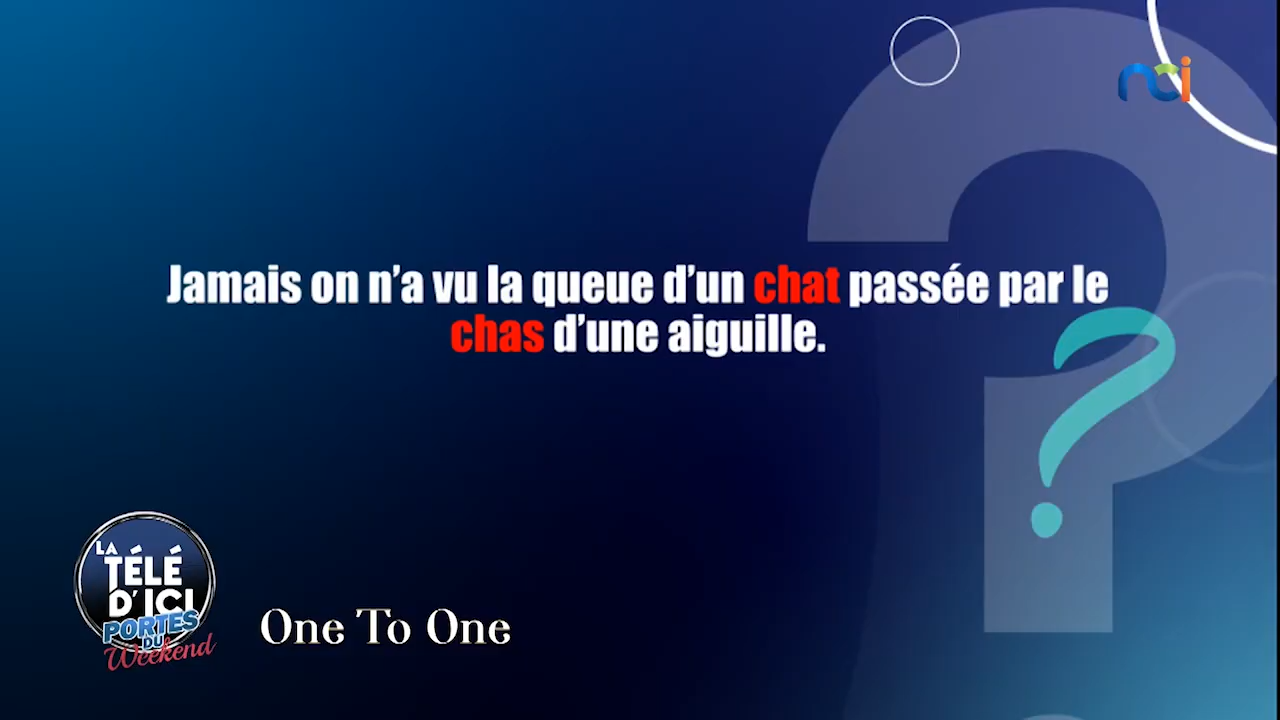 nci
Jamais on n’a vu la queue d’un chat passée par le
chas d’une aiguille.
LA
TÉLÉ
D’ICI
PORTES
DU
Weekend
One To One